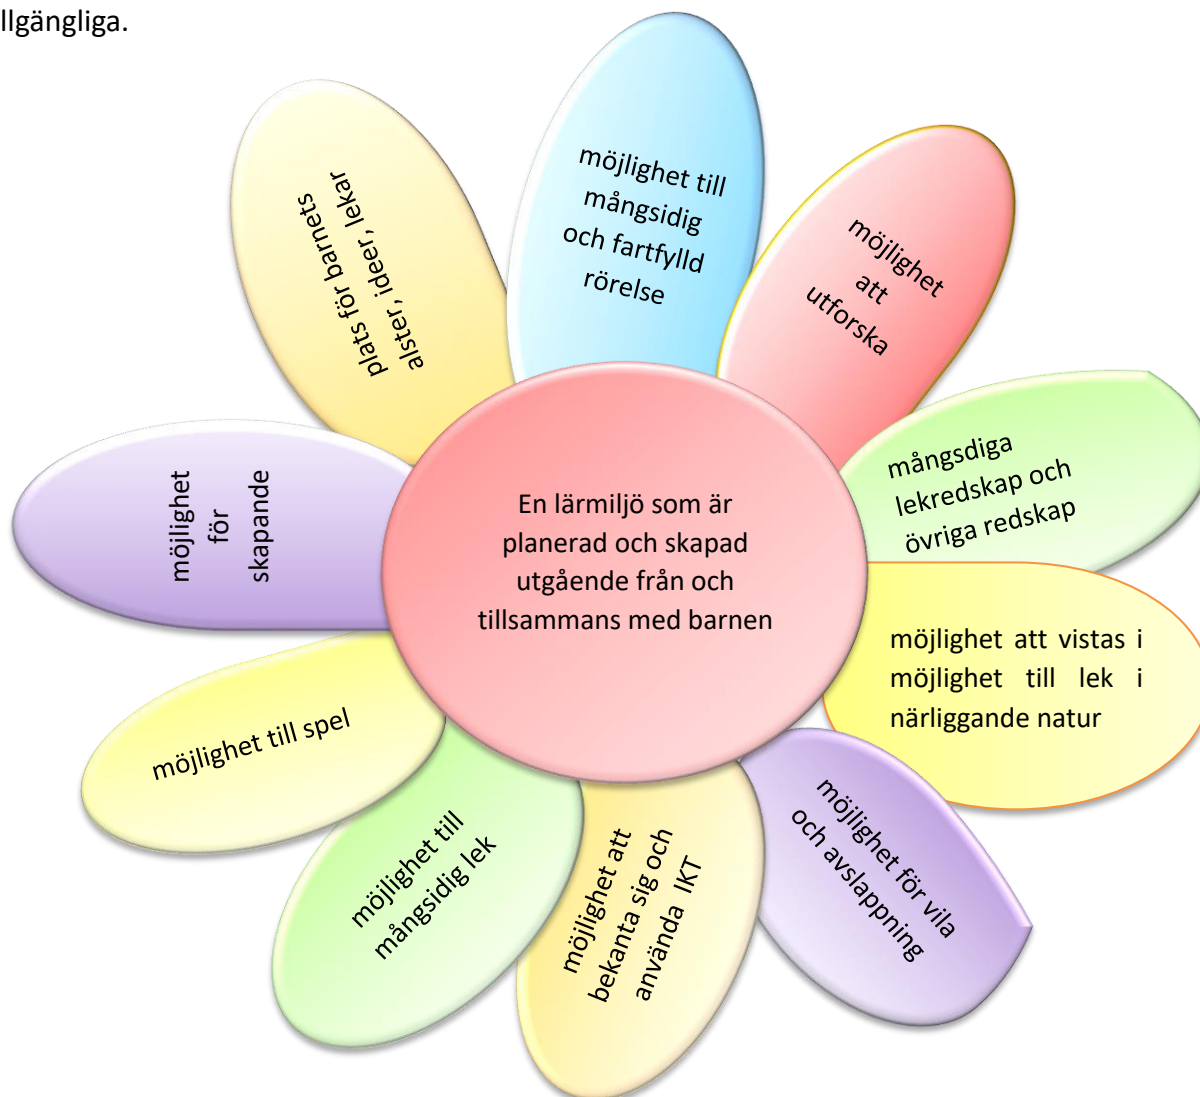 llgängliga.
möjlighet till
mångsidig
och fartfylld
rörelse
möjlighet
att
utforska
mångsdiga
lekredskap och
övriga redskap
möjlighet att vistas i
möjlighet till lek i
närliggande natur
möjlighet för vila
och avslappning
möjlighet att
bekanta sig och
använda IKT
möjlighet till
mångsidig lek
möjlighet till spel
möjlighet
för
skapande
plats för barnets
alster, ideer, lekar
En lärmiljö som är
planerad och skapad
utgående från och
tillsammans med barnen